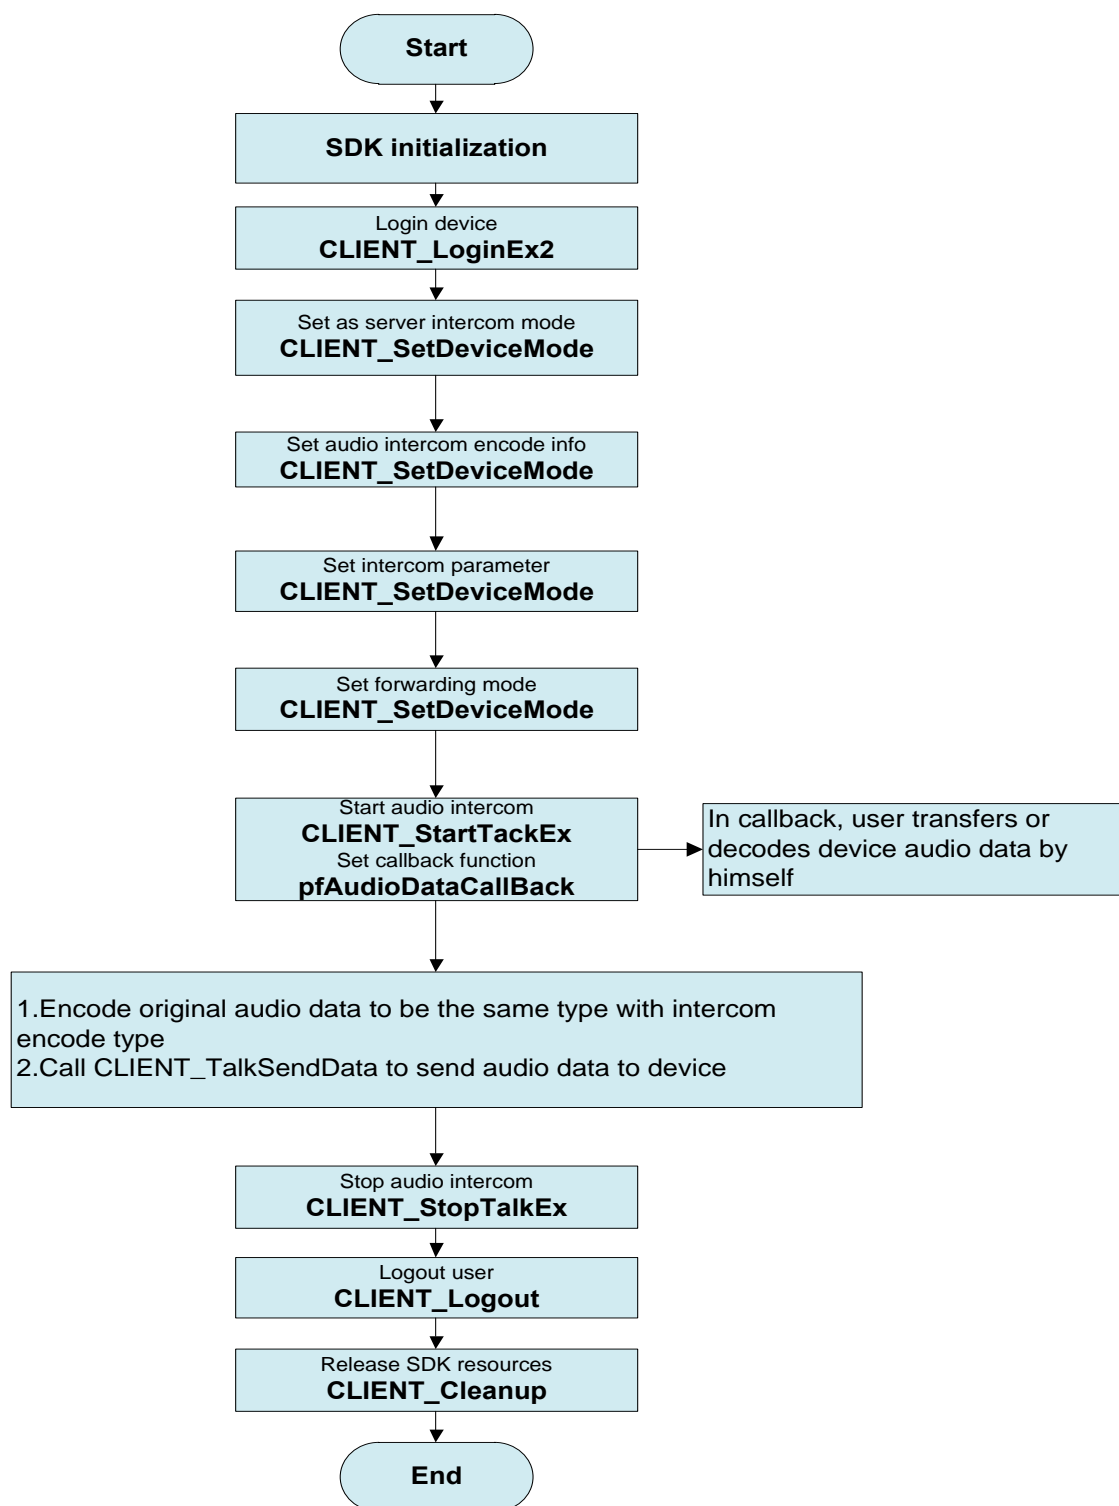 Start
SDK initialization
Login device
CLIENT_LoginEx2
Set as server intercom mode
CLIENT_SetDeviceMode
Set audio intercom encode info
CLIENT_SetDeviceMode
Set intercom parameter
CLIENT_SetDeviceMode
Set forwarding mode
CLIENT_SetDeviceMode
Start audio intercom
CLIENT_StartTackEx
Set callback function
pfAudioDataCallBack
In callback, user transfers or
decodes device audio data by
himself
1.Encode original audio data to be the same type with intercom
encode type
2.Call CLIENT_TalkSendData to send audio data to device
Stop audio intercom
CLIENT_StopTalkEx
Logout user
CLIENT_Logout
Release SDK resources
CLIENT_Cleanup
End